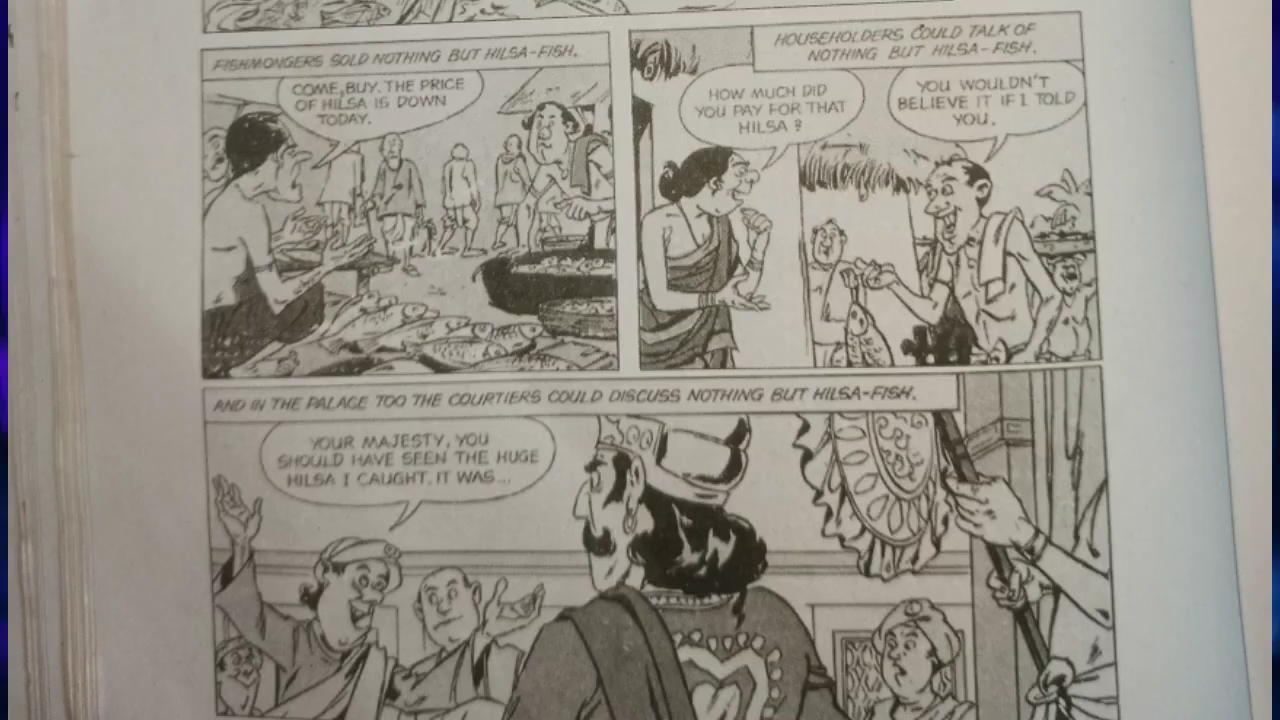 FISHMONGERS SOLD NOTHING BUT HILSA-FISH.
COME, BUY. THE PRICE
OF HILSA IS DOWN
TODAY.
HOUSEHOLDERS COULD TALK OF
NOTHING BUT HILSA-FISH.
HOW MUCH DID
YOU PAY FOR THAT
HILSA?
YOU WOULDN'T
BELIEVE IT IF I TOLD
YOU.
AND IN THE PALACE TOO THE COURTIERS COULD DISCUSS NOTHING BUT HILSA-FISH.
YOUR MAJESTY, YOU
SHOULD HAVE SEEN THE HUGE
HILSA I CAUGHT. IT WAS...